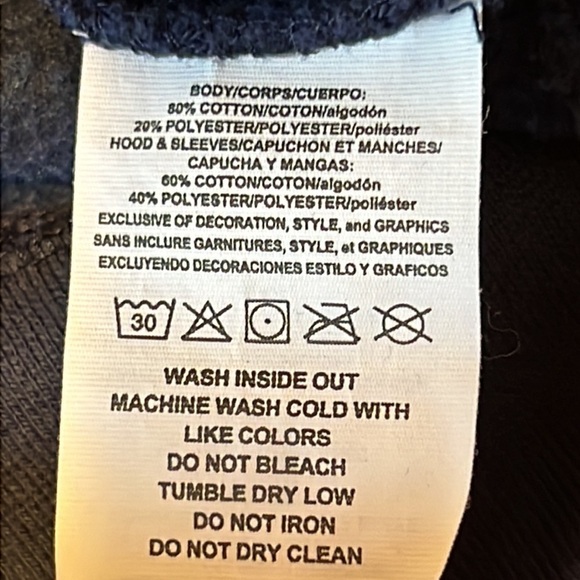 BODY/CORPS/CUERPO:
80% COTTON/COTON/algodón
20% POLYESTER/POLYESTER/poliéster
HOOD & SLEEVES/CAPUCHON ET MANCHES/
CAPUCHA Y MANGAS:
60% COTTON/COTON/algodón
40% POLYESTER/POLYESTER/poliéster
EXCLUSIVE OF DECORATION, STYLE, and GRAPHICS
SANS INCLURE GARNITURES, STYLE, et GRAPHIQUES
EXCLUYENDO DECORACIONES ESTILO Y GRAFICOS
30
WASH INSIDE OUT
MACHINE WASH COLD WITH
LIKE COLORS
DO NOT BLEACH
TUMBLE DRY LOW
DO NOT IRON
DO NOT DRY CLEAN